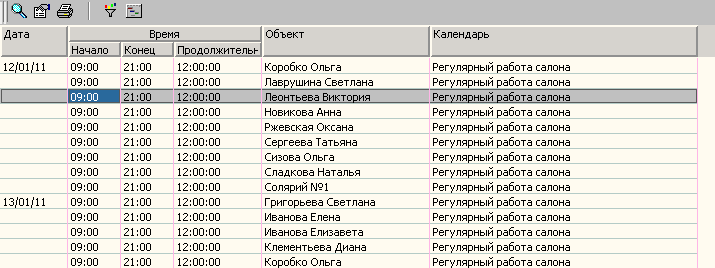 Дата Время Объект Календарь
Начало Конец Продолжительн
12/01/11 09:00 21:00 12:00:00 Коробко Ольга Регулярный работа салона
09:00 21:00 12:00:00 Лаврушина Светлана Регулярный работа салона
09:00 21:00 12:00:00 Леонтьева Виктория Регулярный работа салона
09:00 21:00 12:00:00 Новикова Анна Регулярный работа салона
09:00 21:00 12:00:00 Ржевская Оксана Регулярный работа салона
09:00 21:00 12:00:00 Сергеева Татьяна Регулярный работа салона
09:00 21:00 12:00:00 Сизова Ольга Регулярный работа салона
09:00 21:00 12:00:00 Сладкова Наталья Регулярный работа салона
09:00 21:00 12:00:00 Солярий №1 Регулярный работа салона
13/01/11 09:00 21:00 12:00:00 Григорьева Светлана Регулярный работа салона
09:00 21:00 12:00:00 Иванова Елена Регулярный работа салона
09:00 21:00 12:00:00 Иванова Елизавета Регулярный работа салона
09:00 21:00 12:00:00 Клементьева Диана Регулярный работа салона
09:00 21:00 12:00:00 Коробко Ольга Регулярный работа салона